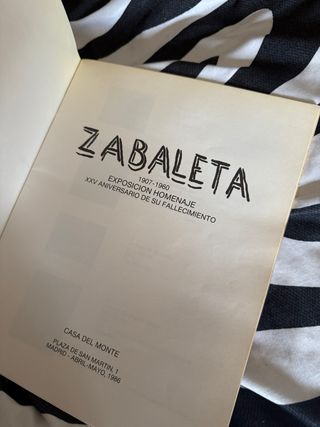 ZABALETA
1907-1960
EXPOSICION HOMENAJE
XXV ANIVERSARIO DE SU FALLECIMIENTO
CASA DEL MONTE
PLAZA DE SAN MARTIN, 1
MADRID - ABRIL-MAYO, 1986